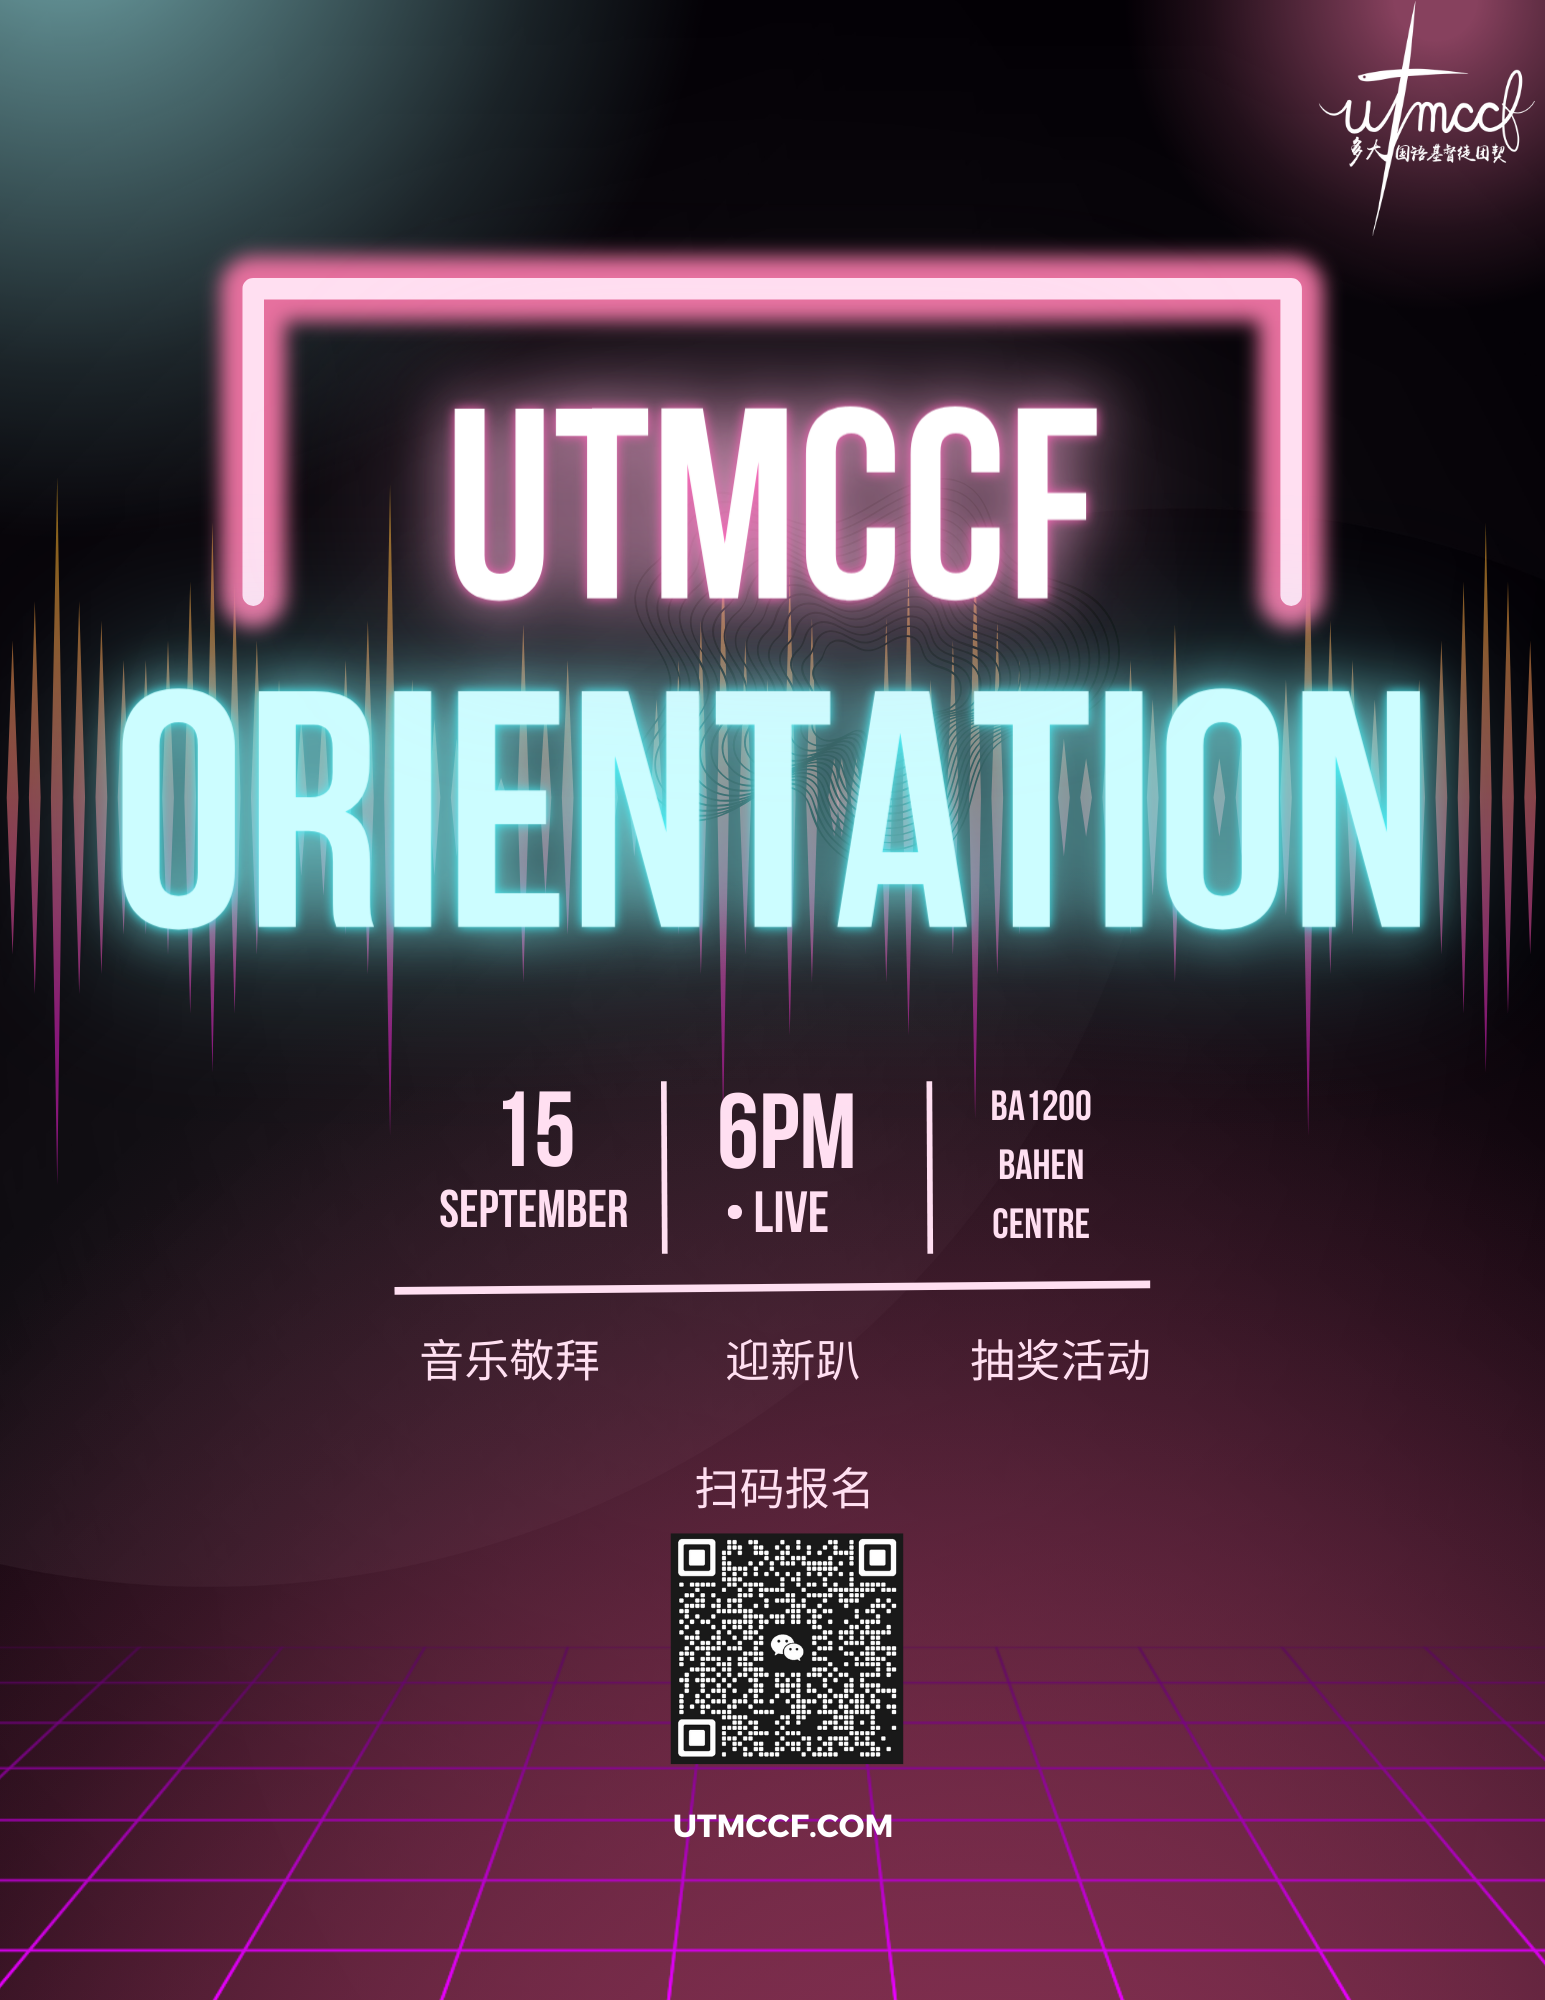 utmccf
多大国语基督徒团契
UTMCCF
ORIENTATION
15
SEPTEMBER
6PM
• LIVE
BA1200
BAHEN
CENTRE
音乐敬拜
迎新趴
抽奖活动
扫码报名
UTMCCF.COM